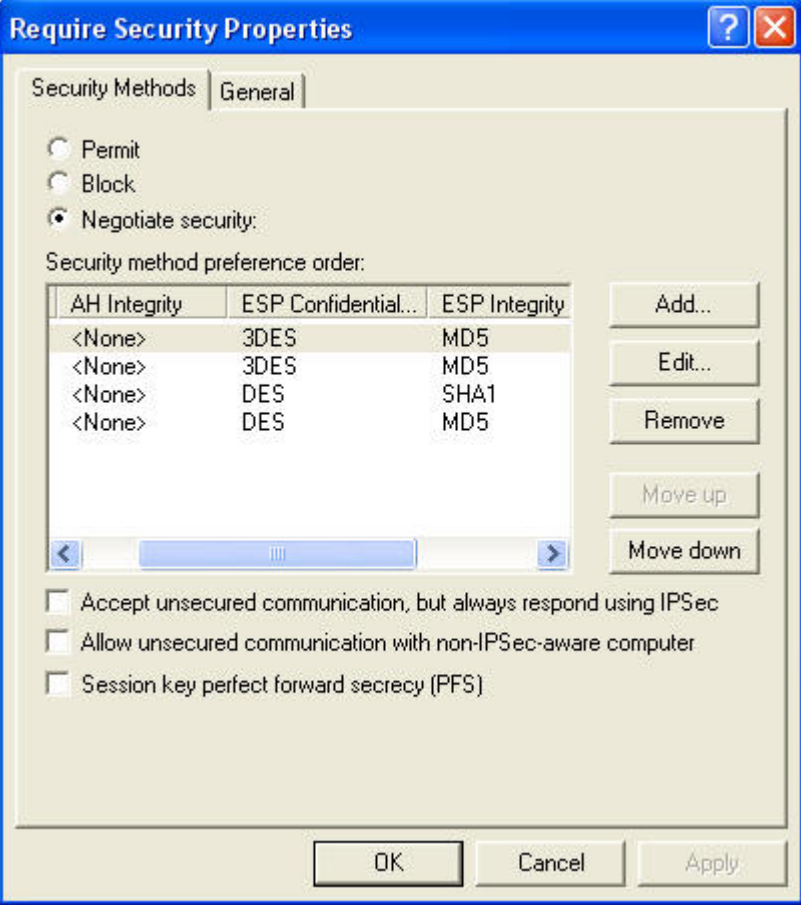 Require Security Properties
Security Methods General
Permit
Block
Negotiate security:
Security method preference order:
AH Integrity ESP Confidential... ESP Integrity
<None> 3DES MD5
<None> 3DES MD5
<None> DES SHA1
<None> DES MD5
Add...
Edit...
Remove
Move up
Move down
Accept unsecured communication, but always respond using IPSec
Allow unsecured communication with non-IPSec-aware computer
Session key perfect forward secrecy (PFS)
OK Cancel Apply